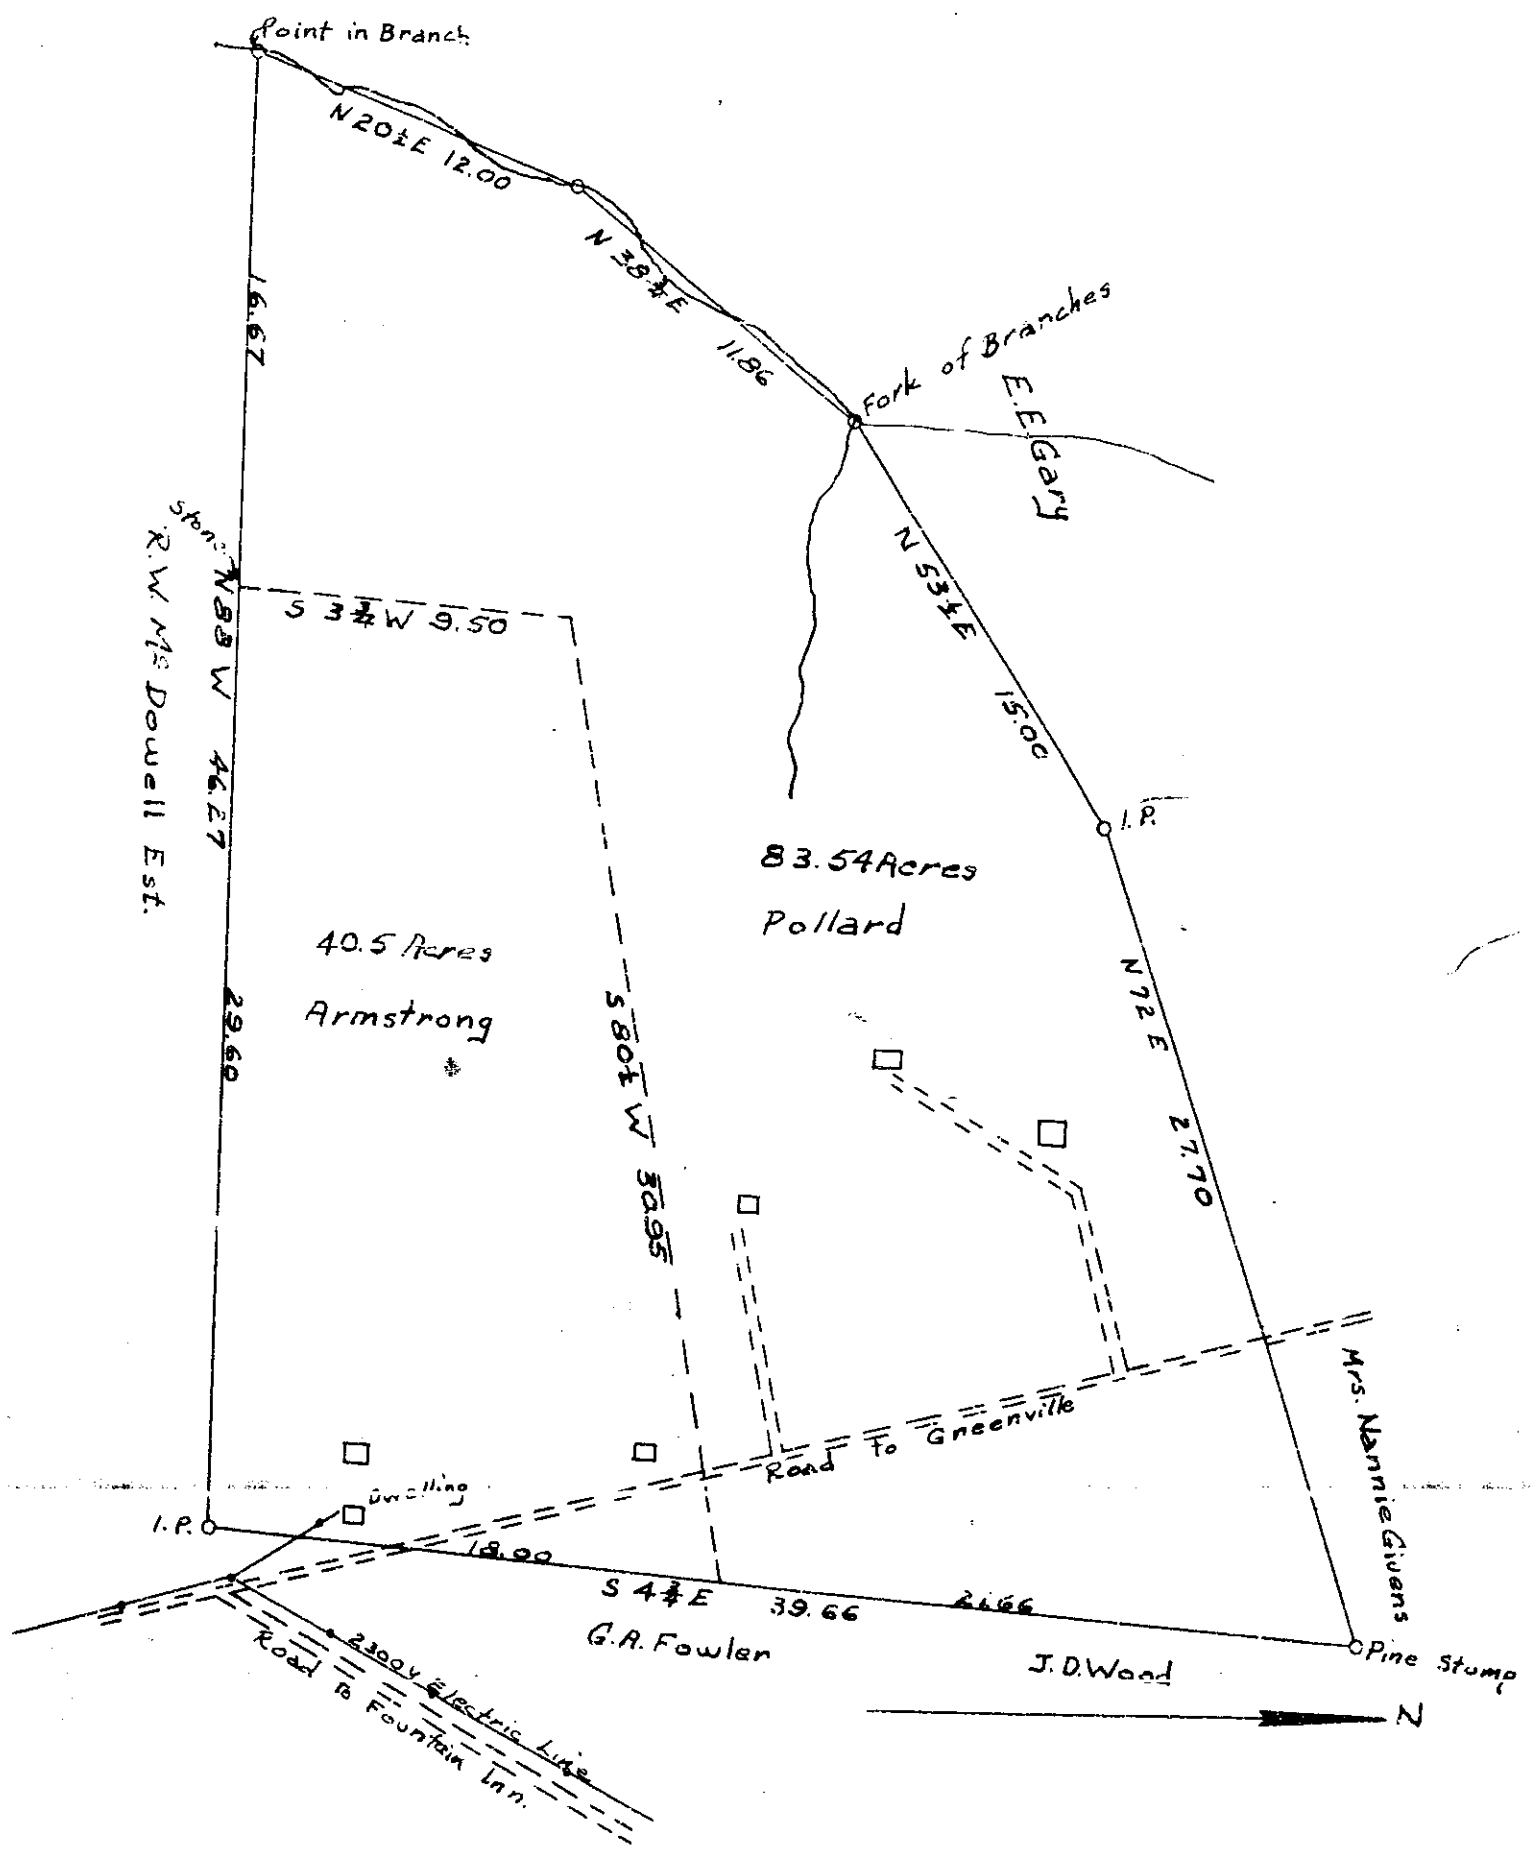 Point in Branch
N 20½ E 12.00
N 38¾ E 11.86
Fork of Branches
E.E. Gary
16.67
Stone
N 88 W 46.27
R.W. McDowell Est.
S 3¾ W 9.50
N 53½ E 15.00
I.P.
83.54 Acres
Pollard
40.5 Acres
Armstrong
29.60
S 80½ W 30.95
N 72 E 27.70
Mrs. Nannie Givens
Road to Greenville
Dwelling
I.P.
18.00
S 4¾ E 39.66
21.66
G.A. Fowler
J.D. Wood
Pine Stump
N
2300V Electric Line
Road to Fountain Inn.